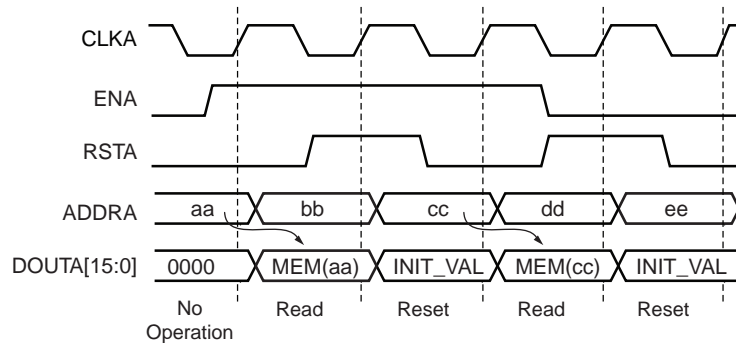 CLKA
ENA
RSTA
ADDRA aa bb cc dd ee
DOUTA[15:0] 0000 MEM(aa) INIT_VAL MEM(cc) INIT_VAL
No Operation Read Reset Read Reset